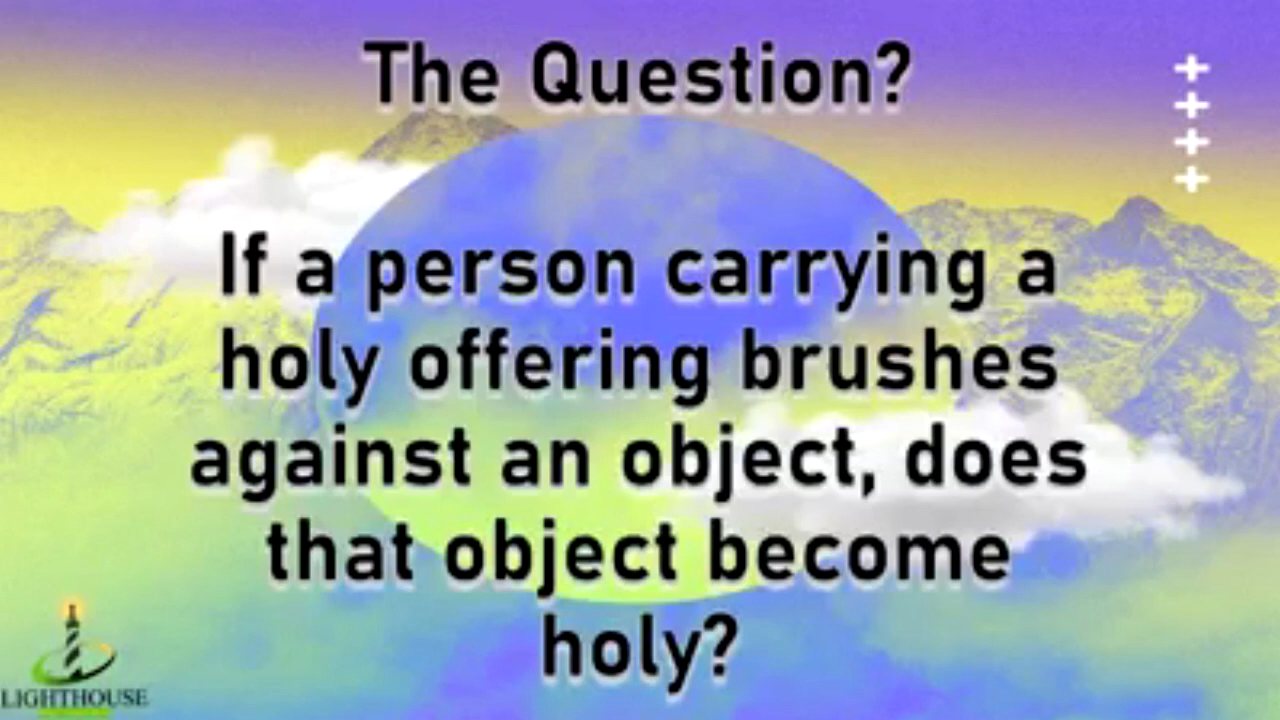 The Question?
If a person carrying a
holy offering brushes
against an object, does
that object become
holy?
LIGHTHOUSE